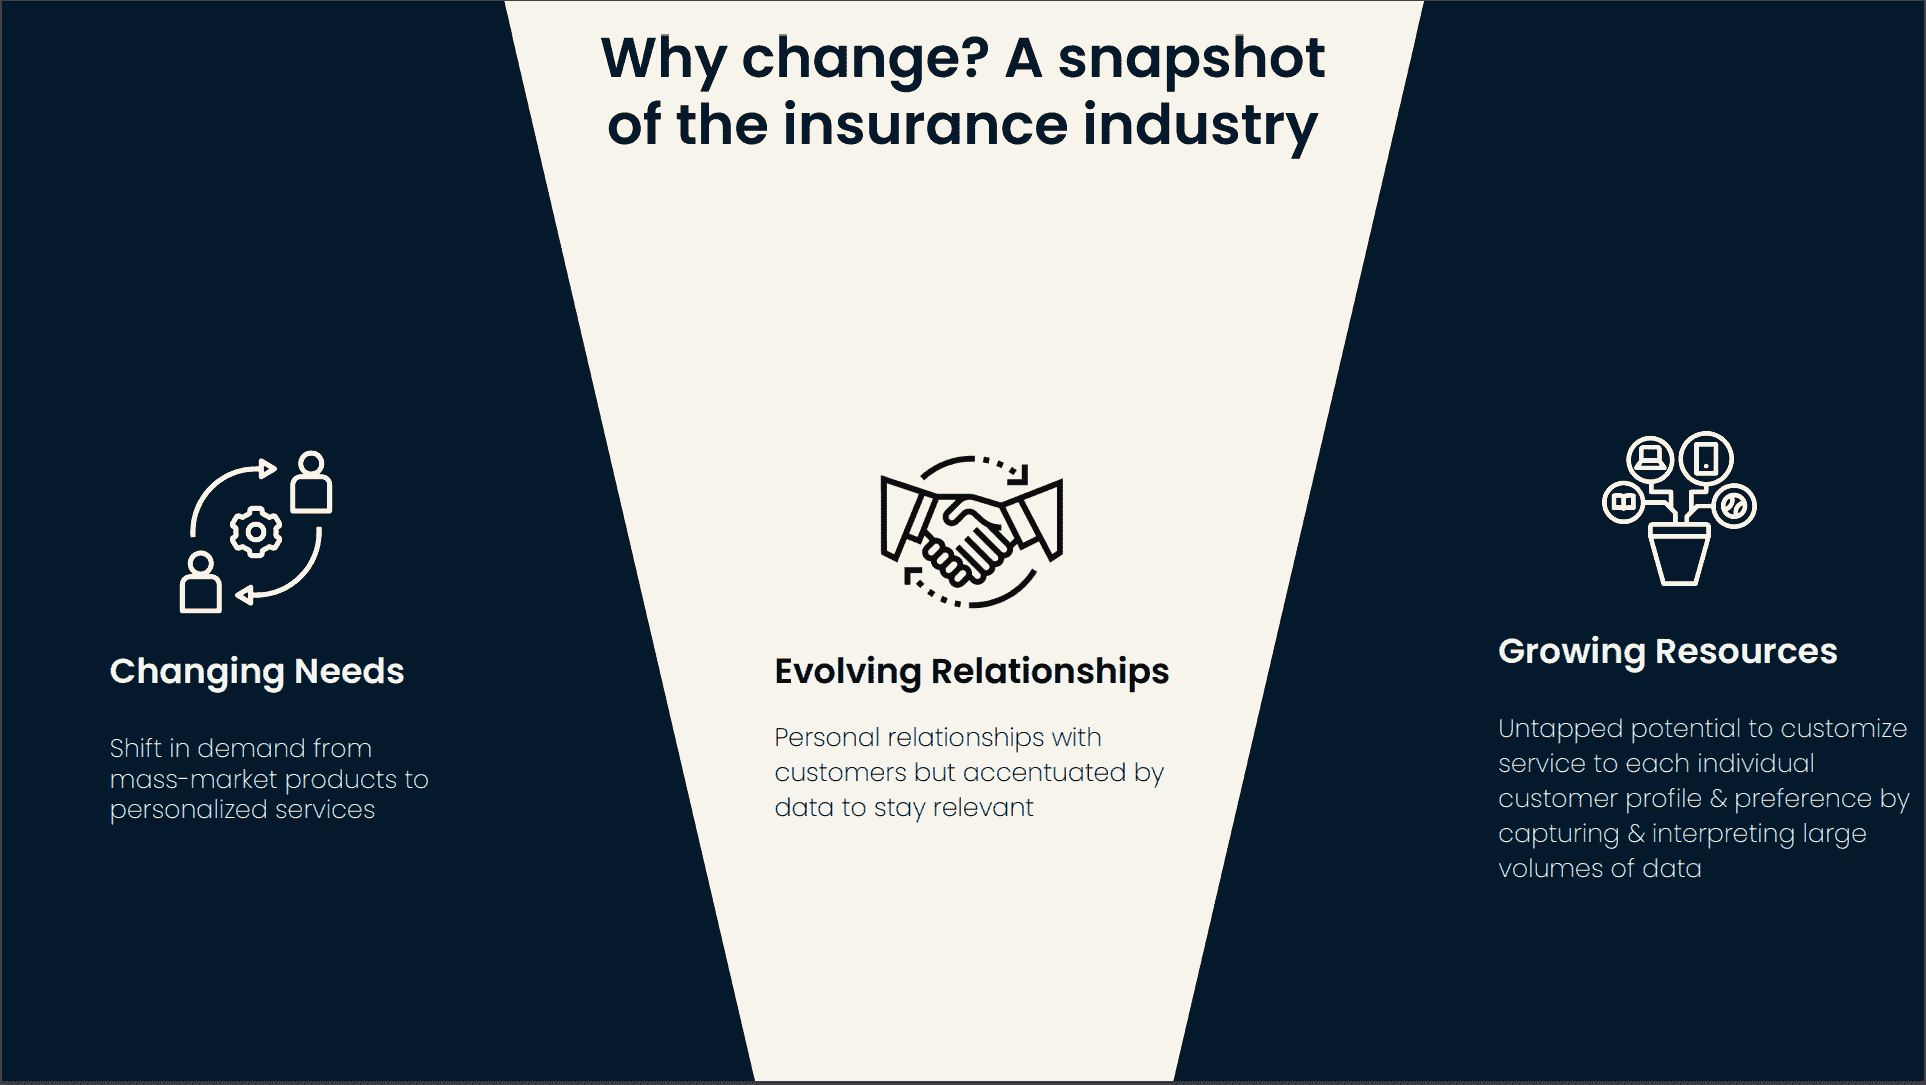 Why change? A snapshot
of the insurance industry
Changing Needs
Shift in demand from
mass-market products to
personalized services
Evolving Relationships
Personal relationships with
customers but accentuated by
data to stay relevant
Growing Resources
Untapped potential to customize
service to each individual
customer profile & preference by
capturing & interpreting large
volumes of data